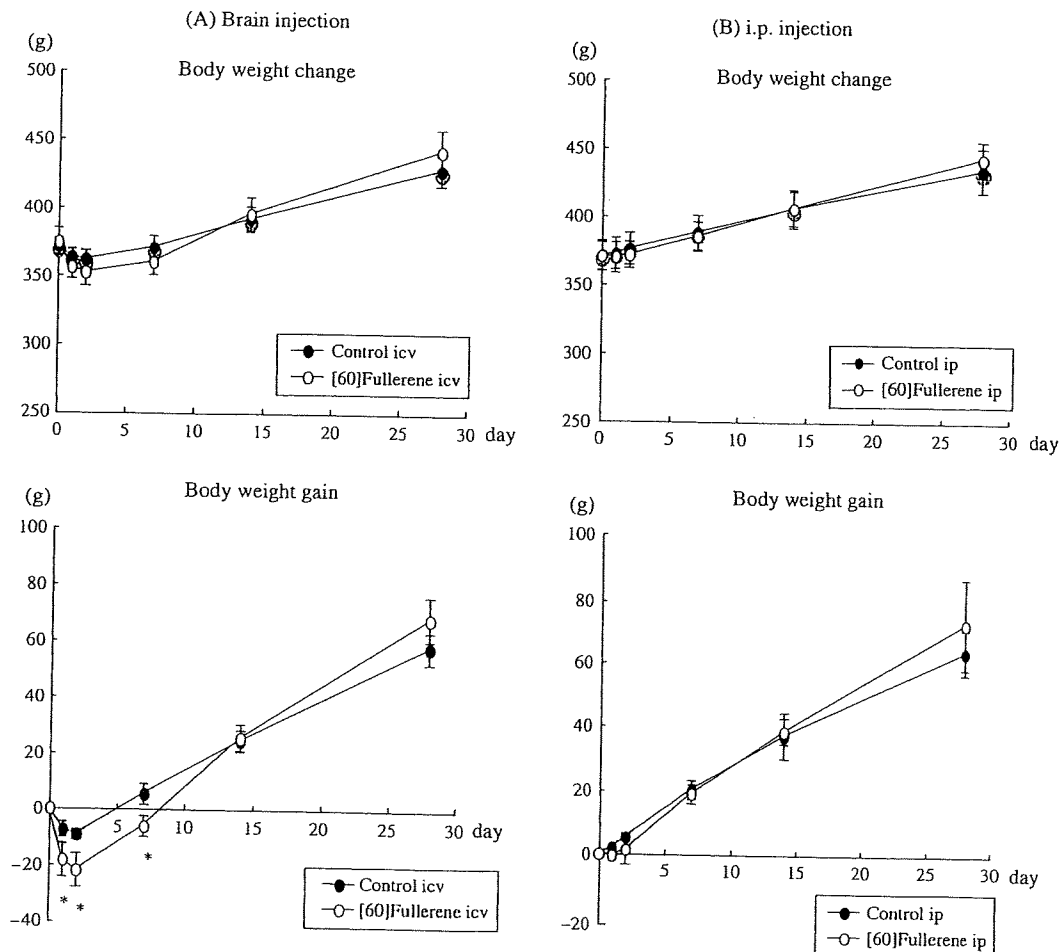 (A) Brain injection
(g)
Body weight change
500
450
400
350
300
250
Control icv
[60]Fullerene icv
0 5 10 15 20 25 30 day
(B) i.p. injection
(g)
Body weight change
500
450
400
350
300
250
Control ip
[60]Fullerene ip
0 5 10 15 20 25 30 day
(g)
Body weight gain
100
80
60
40
20
0
-20
-40
5 10 15 20 25 30 day
* * *
Control icv
[60]Fullerene icv
(g)
Body weight gain
100
80
60
40
20
0
-20
5 10 15 20 25 30 day
Control ip
[60]Fullerene ip